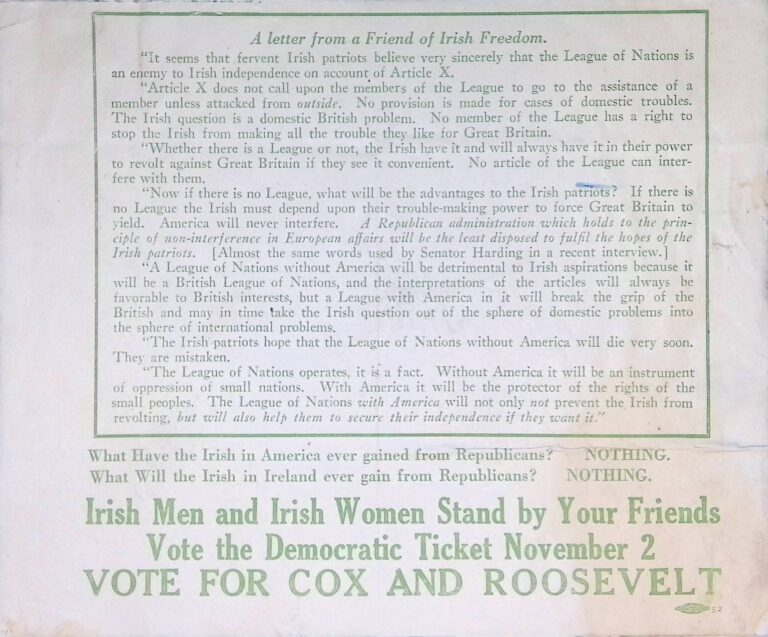 A letter from a Friend of Irish Freedom.
"It seems that fervent Irish patriots believe very sincerely that the League of Nations is
an enemy to Irish independence on account of Article X.
"Article X does not call upon the members of the League to go to the assistance of a
member unless attacked from outside. No provision is made for cases of domestic troubles.
The Irish question is a domestic British problem. No member of the League has a right to
stop the Irish from making all the trouble they like for Great Britain.
"Whether there is a League or not, the Irish have it and will always have it in their power
to revolt against Great Britain if they see it convenient. No article of the League can inter-
fere with them.
"Now if there is no League, what will be the advantages to the Irish patriots? If there is
no League the Irish must depend upon their trouble-making power to force Great Britain to
yield. America will never interfere. A Republican administration which holds to the prin-
ciple of non-interference in European affairs will be the least disposed to fulfil the hopes of the
Irish patriots. [Almost the same words used by Senator Harding in a recent interview.]
"A League of Nations without America will be detrimental to Irish aspirations because it
will be a British League of Nations, and the interpretations of the articles will always be
favorable to British interests, but a League with America in it will break the grip of the
British and may in time take the Irish question out of the sphere of domestic problems into
the sphere of international problems.
"The Irish patriots hope that the League of Nations without America will die very soon.
They are mistaken.
"The League of Nations operates, it is a fact. Without America it will be an instrument
of oppression of small nations. With America it will be the protector of the rights of the
small peoples. The League of Nations with America will not only not prevent the Irish from
revolting, but will also help them to secure their independence if they want it."
What Have the Irish in America ever gained from Republicans? NOTHING.
What Will the Irish in Ireland ever gain from Republicans? NOTHING.
Irish Men and Irish Women Stand by Your Friends
Vote the Democratic Ticket November 2
VOTE FOR COX AND ROOSEVELT